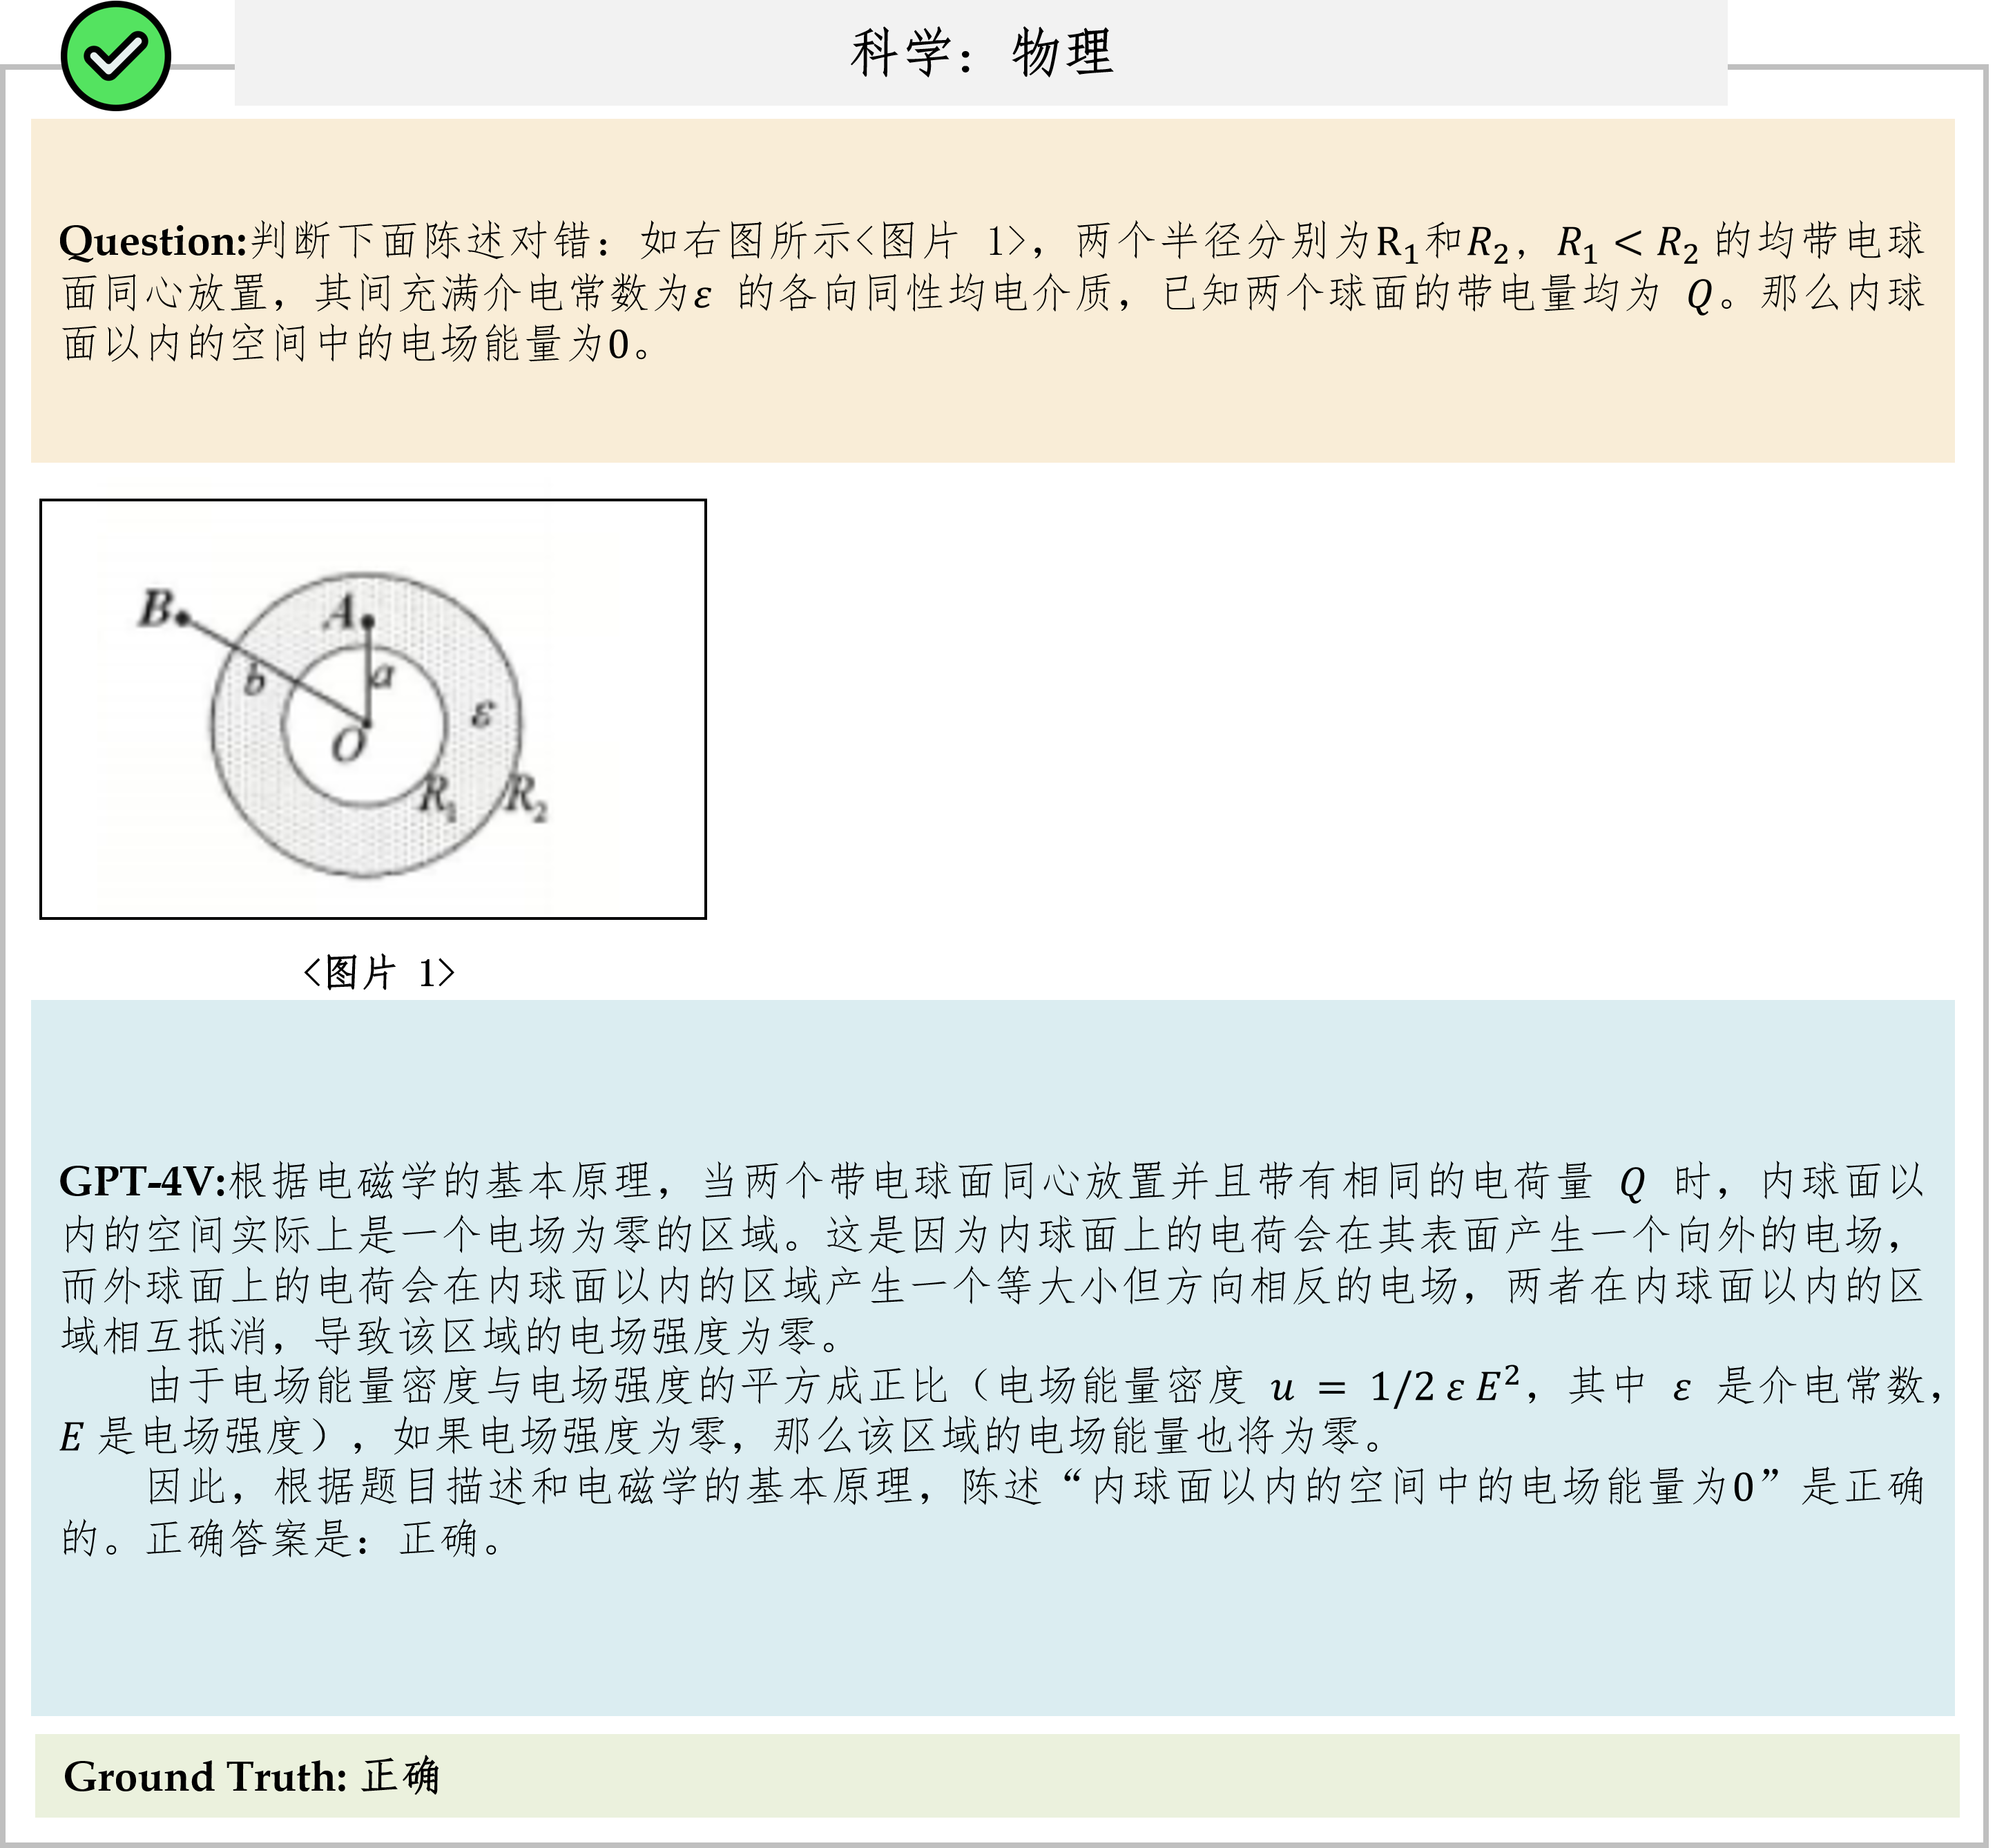 科学：物理
Question:判断下面陈述对错：如右图所示<图片 1>，两个半径分别为R₁和R₂，R₁ < R₂ 的均带电球
面同心放置，其间充满介电常数为ε 的各向同性均电介质，已知两个球面的带电量均为 Q。那么内球
面以内的空间中的电场能量为0。
B
A
b
a
ε
O
R₁
R₂
<图片 1>
GPT-4V:根据电磁学的基本原理，当两个带电球面同心放置并且带有相同的电荷量 Q 时，内球面以
内的空间实际上是一个电场为零的区域。这是因为内球面上的电荷会在其表面产生一个向外的电场，
而外球面上的电荷会在内球面以内的区域产生一个等大小但方向相反的电场，两者在内球面以内的区
域相互抵消，导致该区域的电场强度为零。
由于电场能量密度与电场强度的平方成正比（电场能量密度 u = 1/2 ε E²，其中 ε 是介电常数，
E 是电场强度），如果电场强度为零，那么该区域的电场能量也将为零。
因此，根据题目描述和电磁学的基本原理，陈述“内球面以内的空间中的电场能量为0”是正确
的。正确答案是：正确。
Ground Truth: 正确